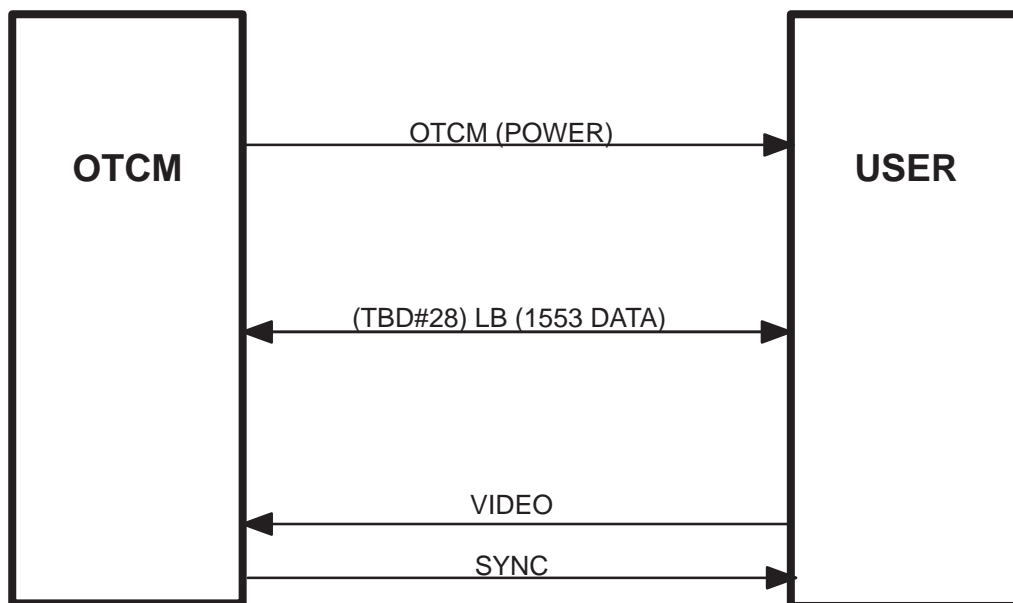 OTCM (POWER)
OTCM
USER
(TBD#28) LB (1553 DATA)
VIDEO
SYNC